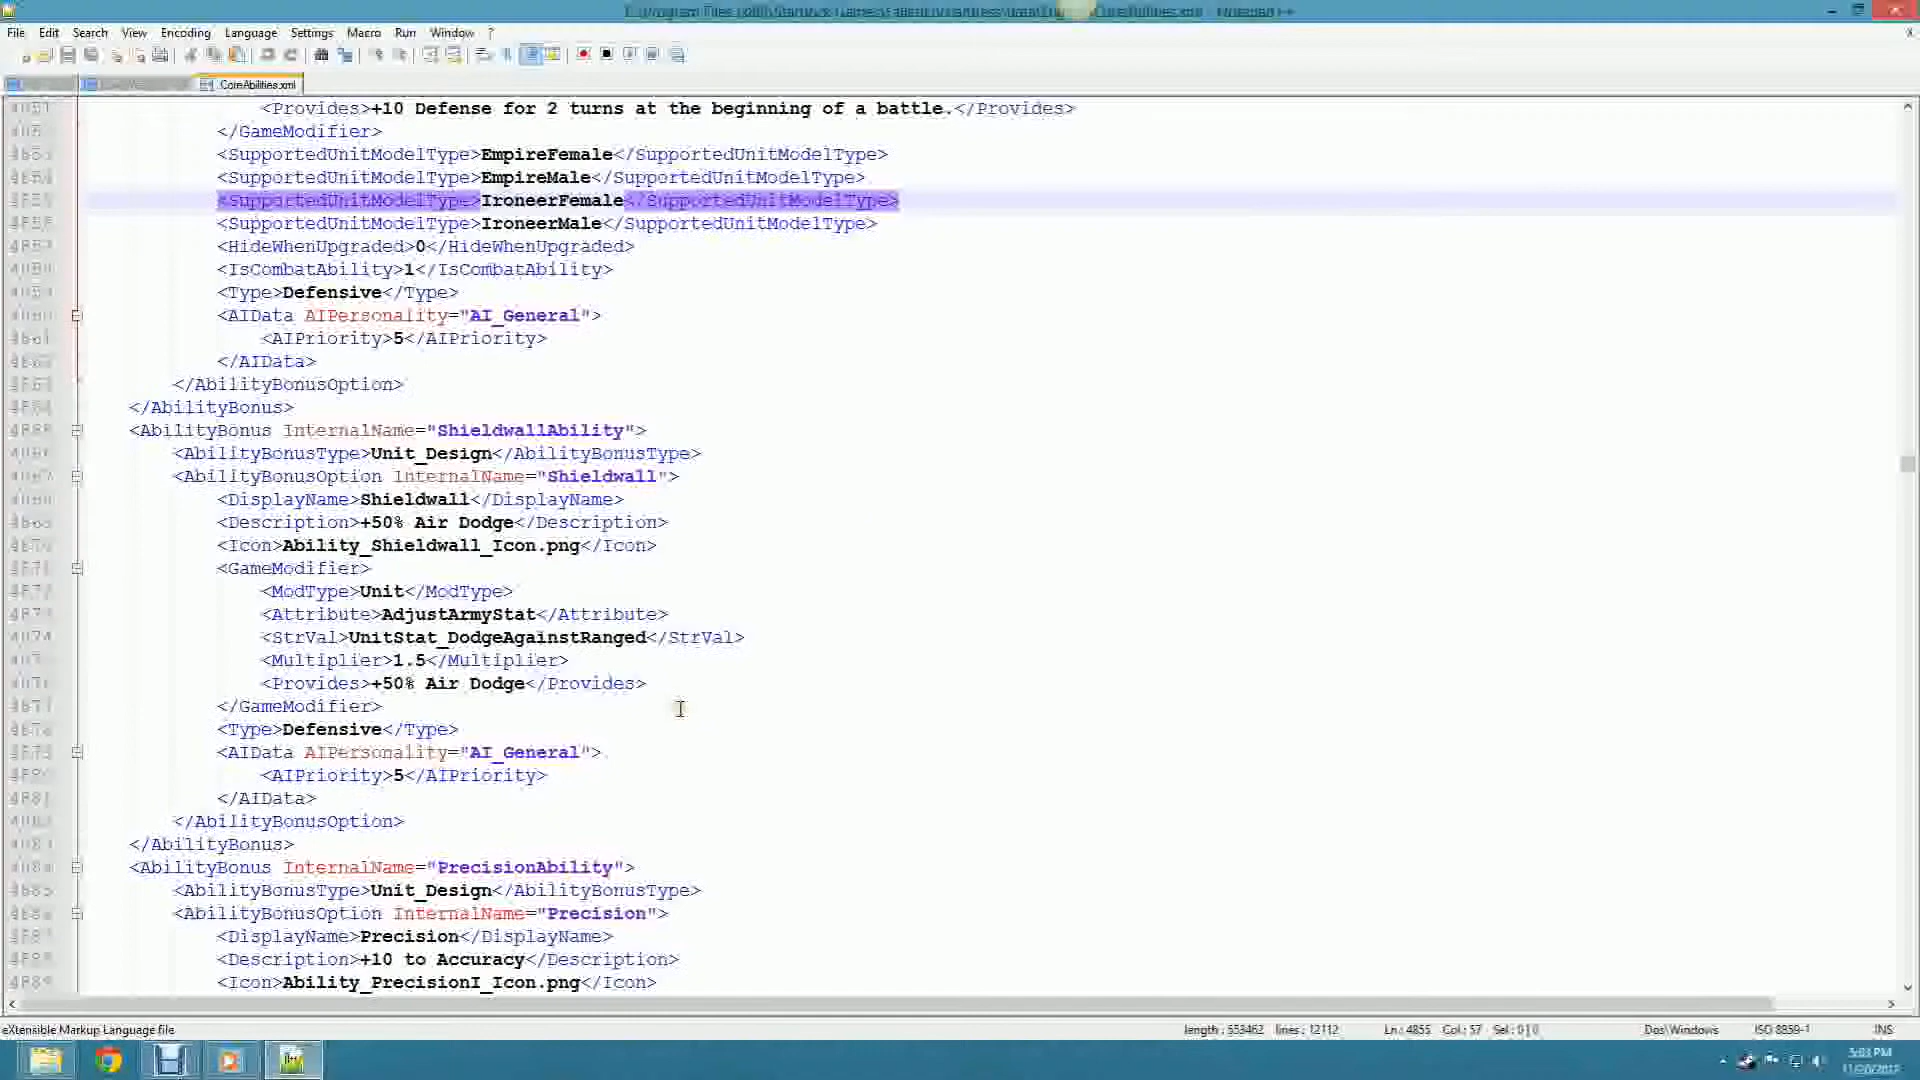 File Edit Search View Encoding Language Settings Macro Run Window ?
CoreAbilities.xml
<Provides>+10 Defense for 2 turns at the beginning of a battle.</Provides>
</GameModifier>
<SupportedUnitModelType>EmpireFemale</SupportedUnitModelType>
<SupportedUnitModelType>EmpireMale</SupportedUnitModelType>
<SupportedUnitModelType>IroneerFemale</SupportedUnitModelType>
<SupportedUnitModelType>IroneerMale</SupportedUnitModelType>
<HideWhenUpgraded>0</HideWhenUpgraded>
<IsCombatAbility>1</IsCombatAbility>
<Type>Defensive</Type>
<AIData AIPersonality="AI_General">
<AIPriority>5</AIPriority>
</AIData>
</AbilityBonusOption>
</AbilityBonus>
<AbilityBonus InternalName="ShieldwallAbility">
<AbilityBonusType>Unit_Design</AbilityBonusType>
<AbilityBonusOption InternalName="Shieldwall">
<DisplayName>Shieldwall</DisplayName>
<Description>+50% Air Dodge</Description>
<Icon>Ability_Shieldwall_Icon.png</Icon>
<GameModifier>
<ModType>Unit</ModType>
<Attribute>AdjustArmyStat</Attribute>
<StrVal>UnitStat_DodgeAgainstRanged</StrVal>
<Multiplier>1.5</Multiplier>
<Provides>+50% Air Dodge</Provides>
</GameModifier>
<Type>Defensive</Type>
<AIData AIPersonality="AI_General">
<AIPriority>5</AIPriority>
</AIData>
</AbilityBonusOption>
</AbilityBonus>
<AbilityBonus InternalName="PrecisionAbility">
<AbilityBonusType>Unit_Design</AbilityBonusType>
<AbilityBonusOption InternalName="Precision">
<DisplayName>Precision</DisplayName>
<Description>+10 to Accuracy</Description>
<Icon>Ability_PrecisionI_Icon.png</Icon>
eXtensible Markup Language file length : 553462 lines : 12112 Ln : 4855 Col : 57 Sel : 0 | 0 Dos\Windows ISO 8859-1 INS
5:03 PM